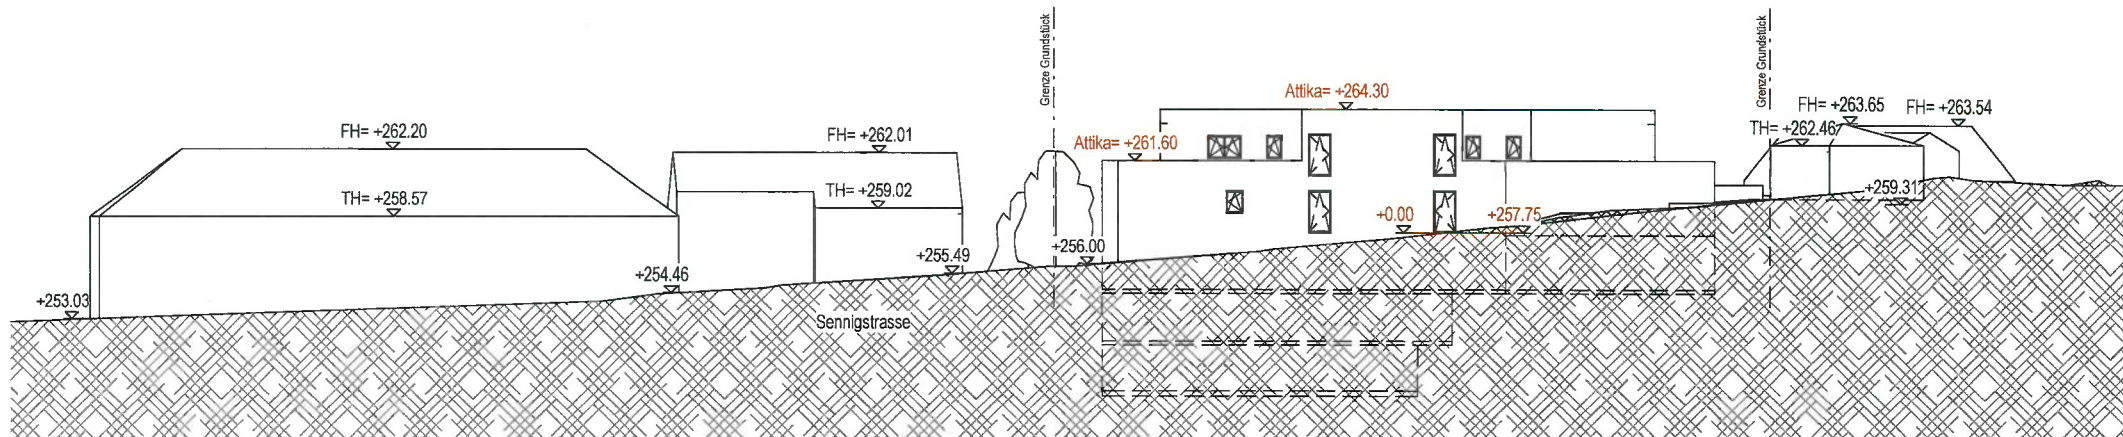 Grenze Grundstück
Grenze Grundstück
Attika= +264.30
FH= +263.65
FH= +263.54
FH= +262.20
FH= +262.01
Attika= +261.60
TH= +262.46
TH= +258.57
TH= +259.02
+259.31
+0.00
+257.75
+256.00
+255.49
+254.46
+253.03
Sennigstrasse